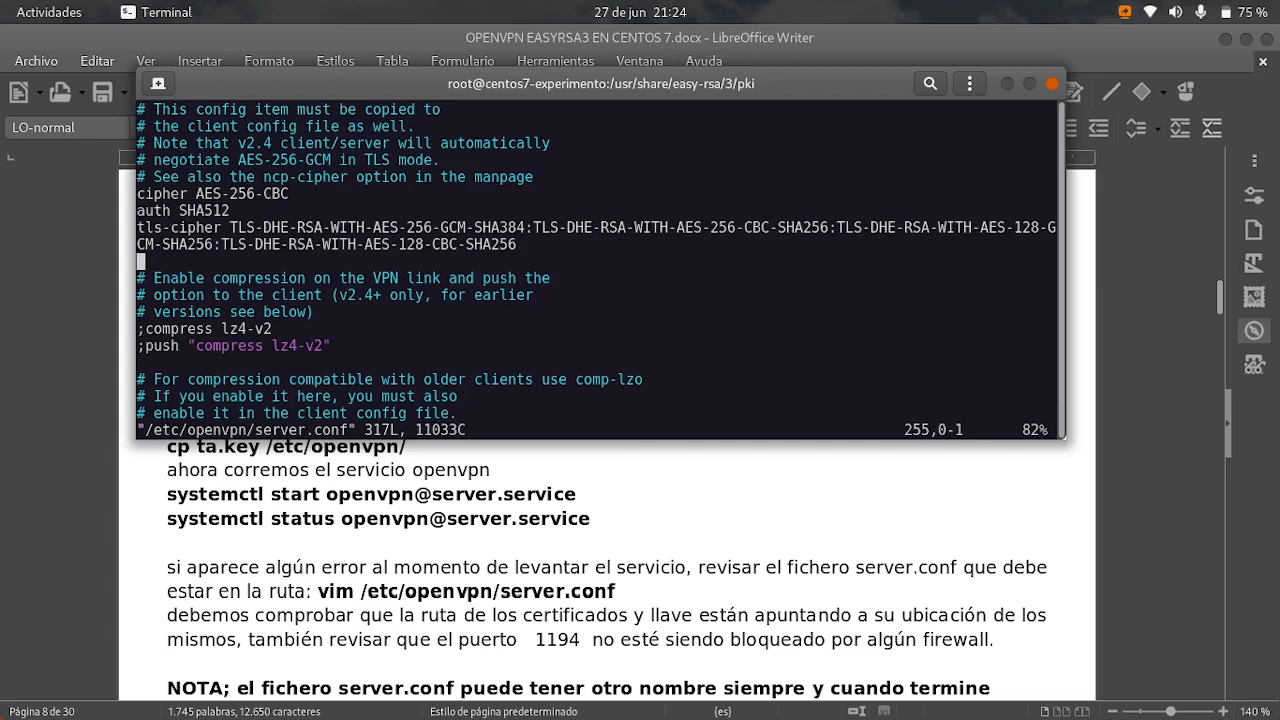 Actividades
Terminal
27 de jun 21:24
75 %
OPENVPN EASYRSA3 EN CENTOS 7.docx - LibreOffice Writer
Archivo Editar Ver Insertar Formato Estilos Tabla Formulario Herramientas Ventana Ayuda
root@centos7-experimento:/usr/share/easy-rsa/3/pki
LO-normal
# This config item must be copied to
# the client config file as well.
# Note that v2.4 client/server will automatically
# negotiate AES-256-GCM in TLS mode.
# See also the ncp-cipher option in the manpage
cipher AES-256-CBC
auth SHA512
tls-cipher TLS-DHE-RSA-WITH-AES-256-GCM-SHA384:TLS-DHE-RSA-WITH-AES-256-CBC-SHA256:TLS-DHE-RSA-WITH-AES-128-G
CM-SHA256:TLS-DHE-RSA-WITH-AES-128-CBC-SHA256
# Enable compression on the VPN link and push the
# option to the client (v2.4+ only, for earlier
# versions see below)
;compress lz4-v2
;push "compress lz4-v2"
# For compression compatible with older clients use comp-lzo
# If you enable it here, you must also
# enable it in the client config file.
"/etc/openvpn/server.conf" 317L, 11033C 255,0-1 82%
cp ta.key /etc/openvpn/
ahora corremos el servicio openvpn
systemctl start openvpn@server.service
systemctl status openvpn@server.service
si aparece algún error al momento de levantar el servicio, revisar el fichero server.conf que debe
estar en la ruta: vim /etc/openvpn/server.conf
debemos comprobar que la ruta de los certificados y llave están apuntando a su ubicación de los
mismos, también revisar que el puerto 1194 no esté siendo bloqueado por algún firewall.
NOTA; el fichero server.conf puede tener otro nombre siempre y cuando termine
Página 8 de 30 1.745 palabras, 12.650 caracteres Estilo de página predeterminado {es} 140 %